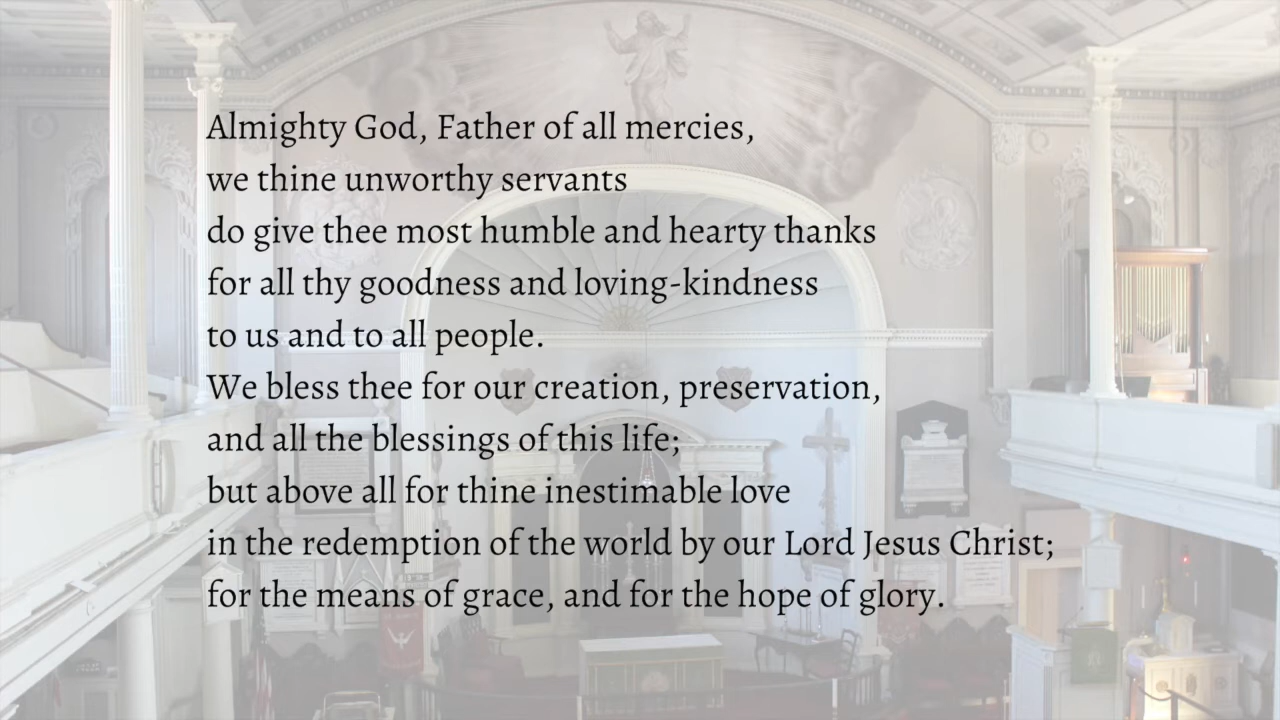 Almighty God, Father of all mercies,
we thine unworthy servants
do give thee most humble and hearty thanks
for all thy goodness and loving-kindness
to us and to all people.
We bless thee for our creation, preservation,
and all the blessings of this life;
but above all for thine inestimable love
in the redemption of the world by our Lord Jesus Christ;
for the means of grace, and for the hope of glory.